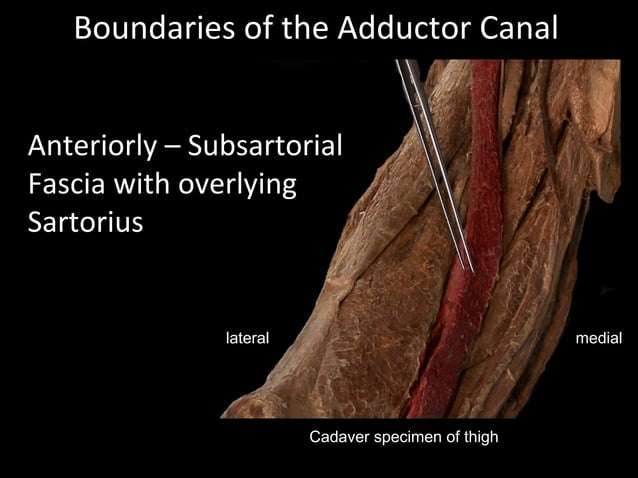 Boundaries of the Adductor Canal
Anteriorly – Subsartorial
Fascia with overlying
Sartorius
lateral
medial
Cadaver specimen of thigh